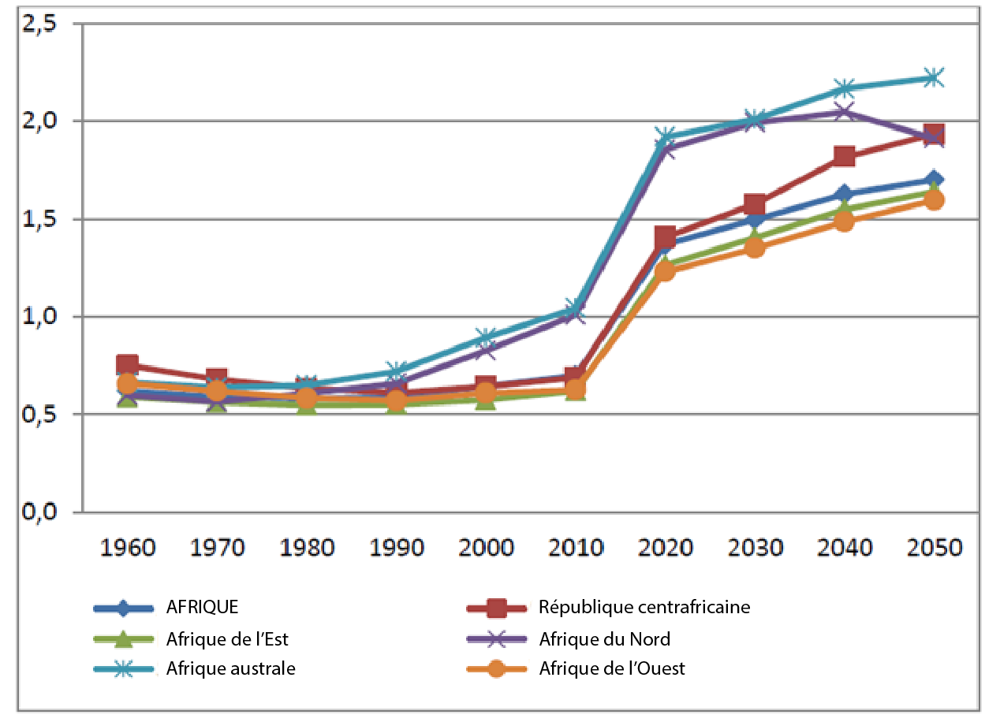 2,5
2,0
1,5
1,0
0,5
0,0
1960 1970 1980 1990 2000 2010 2020 2030 2040 2050
AFRIQUE République centrafricaine
Afrique de l’Est Afrique du Nord
Afrique australe Afrique de l’Ouest